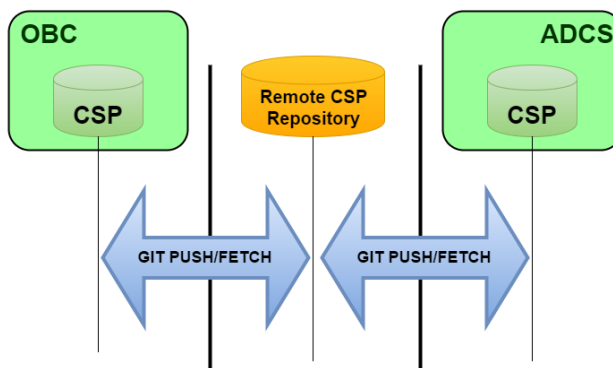 OBC
ADCS
CSP
Remote CSP
Repository
CSP
GIT PUSH/FETCH
GIT PUSH/FETCH